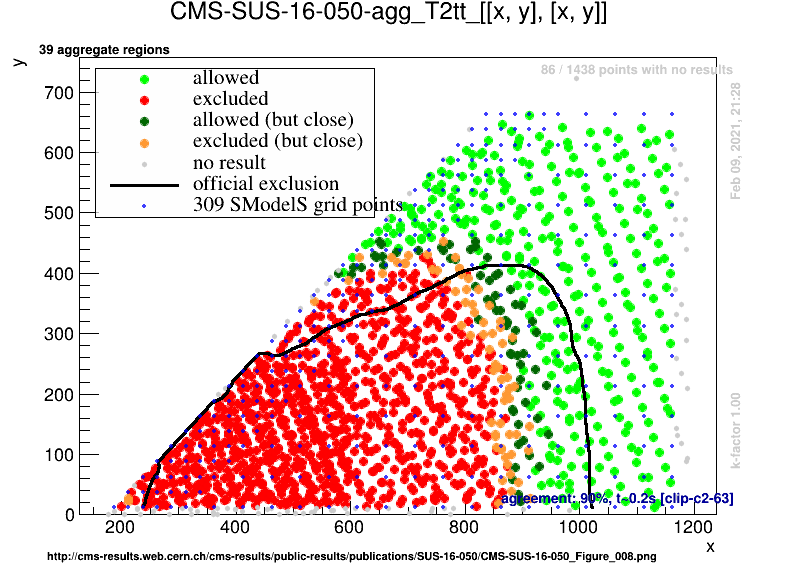 CMS-SUS-16-050-agg_T2tt_[[x, y], [x, y]]
39 aggregate regions
y
86 / 1438 points with no results
allowed
excluded
allowed (but close)
excluded (but close)
no result
official exclusion
309 SModelS grid points
700
600
500
400
300
200
100
0
200
400
600
800
1000
1200
x
Feb 09, 2021, 21:28
k-factor 1.00
agreement: 90%, t~0.2s [clip-c2-63]
http://cms-results.web.cern.ch/cms-results/public-results/publications/SUS-16-050/CMS-SUS-16-050_Figure_008.png